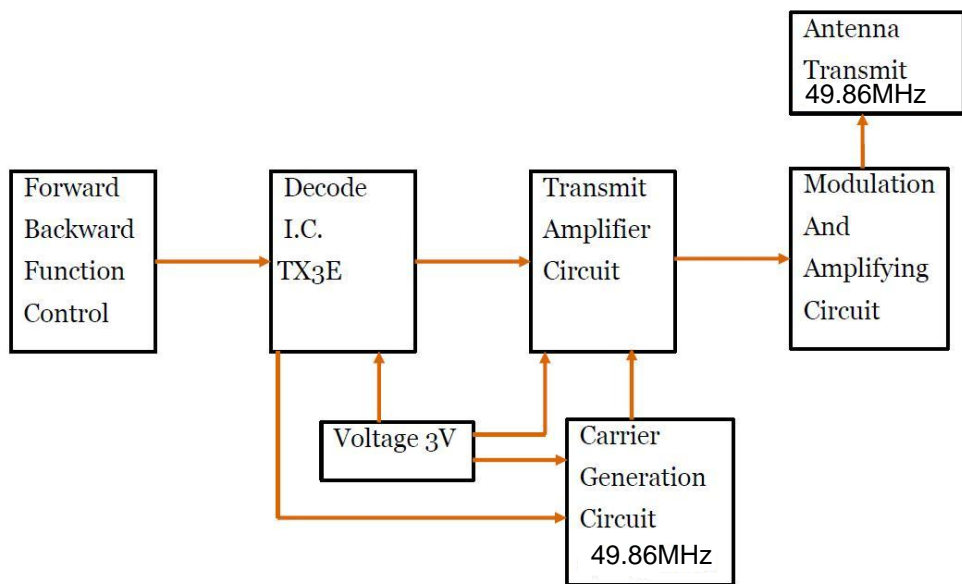 Antenna
Transmit
49.86MHz
Forward
Backward
Function
Control
Decode
I.C.
TX3E
Transmit
Amplifier
Circuit
Modulation
And
Amplifying
Circuit
Voltage 3V
Carrier
Generation
Circuit
49.86MHz